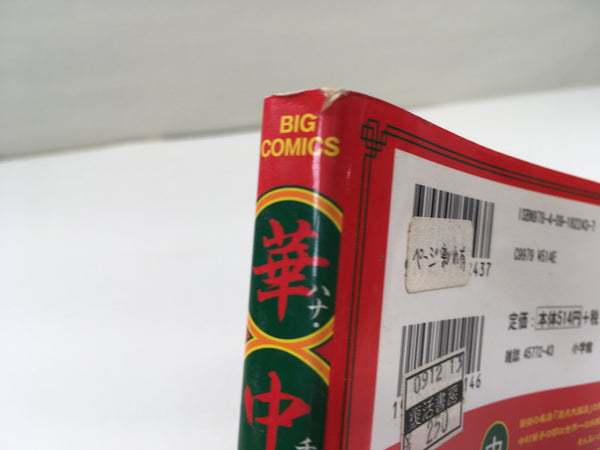 BIG
COMICS
華
ハナ・
中
ISBN978-4-09-182243-7
C9979 ¥514E
ページ割れ有
2437
定価:本体514円+税
雑誌 45772-43
小学館
0912 13
復活書房
250
146
中